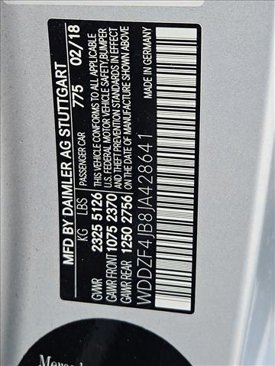 MFD BY DAIMLER AG STUTTGART
PASSENGER CAR 775 02/18
THIS VEHICLE CONFORMS TO ALL APPLICABLE
U.S.FEDERAL MOTOR VEHICLE SAFETY,BUMPER
AND THEFT PREVENTION STANDARDS IN EFFECT
ON THE DATE OF MANUFACTURE SHOWN ABOVE
KG LBS
GVWR 2325 5126
GAWR FRONT 1075 2370
GAWR REAR 1250 2756
MADE IN GERMANY
WDDZF4JB8JA428641